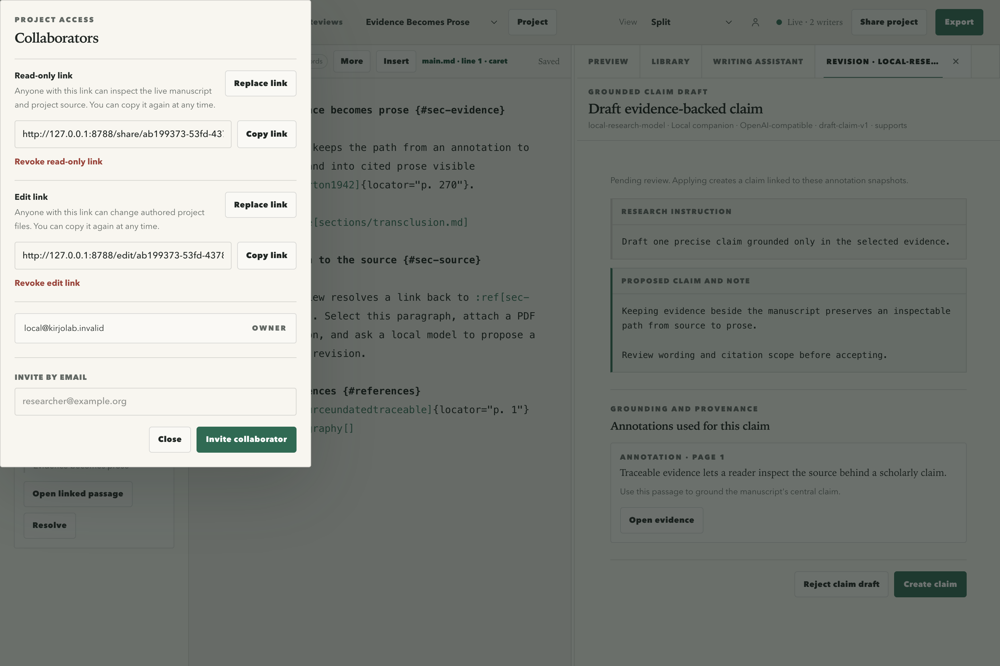 PROJECT ACCESS
Collaborators
Read-only link
Anyone with this link can inspect the live manuscript
and project source. You can copy it again at any time.
Replace link
http://127.0.0.1:8788/share/ab199373-53fd-437
Copy link
Revoke read-only link
Edit link
Anyone with this link can change authored project
files. You can copy it again at any time.
Replace link
http://127.0.0.1:8788/edit/ab199373-53fd-4378
Copy link
Revoke edit link
local@kirjolab.invalid
OWNER
INVITE BY EMAIL
researcher@example.org
Close
Invite collaborator
Open linked passage
Resolve
Reviews
Evidence Becomes Prose
Project
View
Split
Live · 2 writers
Share project
Export
More
Insert
main.md · line 1 · caret
Saved
becomes prose {#sec-evidence}
keeps the path from an annotation to
into cited prose visible
{locator="p. 270"}.
[sections/transclusion.md]
to the source {#sec-source}
resolves a link back to :ref[sec-
. Select this paragraph, attach a PDF
, and ask a local model to propose a
revision.
{#references}
{locator="p. 1"}
[]
PREVIEW
LIBRARY
WRITING ASSISTANT
REVISION · LOCAL-RESE...
GROUNDED CLAIM DRAFT
Draft evidence-backed claim
local-research-model · Local companion · OpenAI-compatible · draft-claim-v1 · supports
Pending review. Applying creates a claim linked to these annotation snapshots.
RESEARCH INSTRUCTION
Draft one precise claim grounded only in the selected evidence.
PROPOSED CLAIM AND NOTE
Keeping evidence beside the manuscript preserves an inspectable
path from source to prose.
Review wording and citation scope before accepting.
GROUNDING AND PROVENANCE
Annotations used for this claim
ANNOTATION · PAGE 1
Traceable evidence lets a reader inspect the source behind a scholarly claim.
Use this passage to ground the manuscript's central claim.
Open evidence
Reject claim draft
Create claim